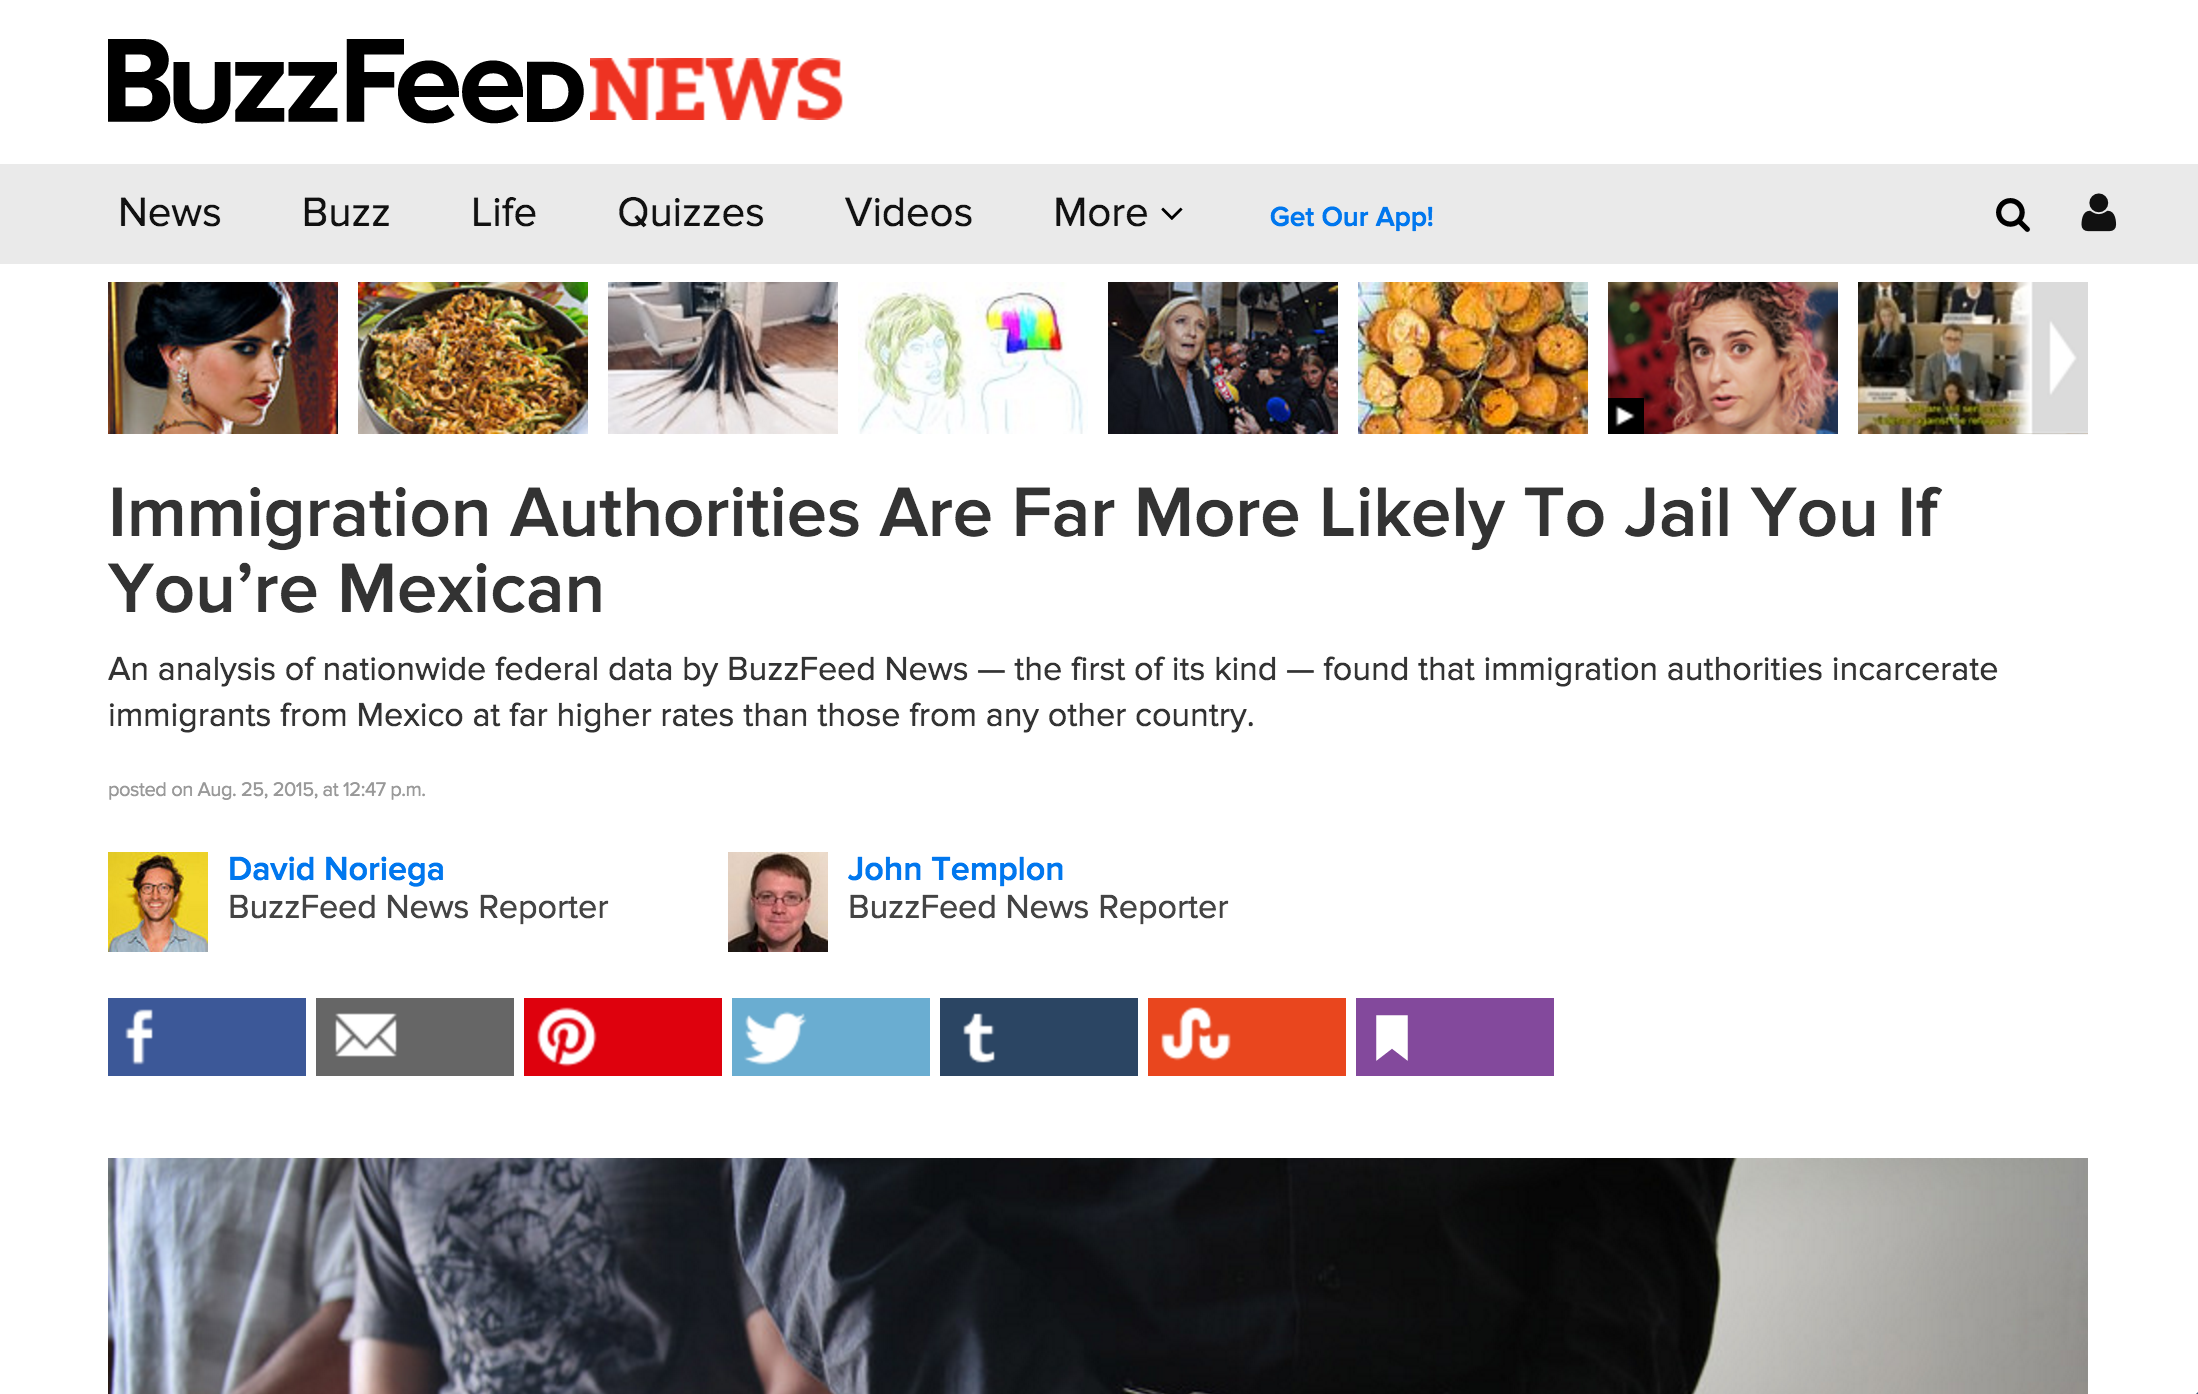 BuzzFeeD NEWS
News Buzz Life Quizzes Videos More Get Our App!
Immigration Authorities Are Far More Likely To Jail You If
You’re Mexican
An analysis of nationwide federal data by BuzzFeed News — the first of its kind — found that immigration authorities incarcerate
immigrants from Mexico at far higher rates than those from any other country.
posted on Aug. 25, 2015, at 12:47 p.m.
David Noriega
BuzzFeed News Reporter
John Templon
BuzzFeed News Reporter